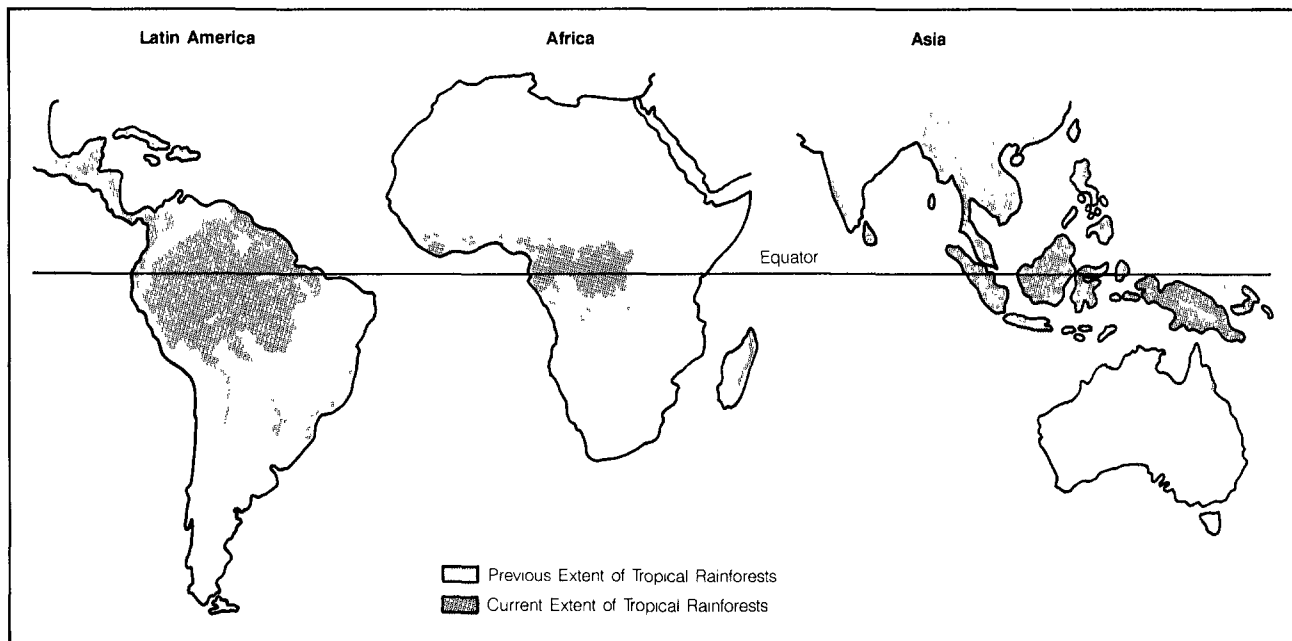 Latin America
Africa
Asia
Equator
Previous Extent of Tropical Rainforests
Current Extent of Tropical Rainforests